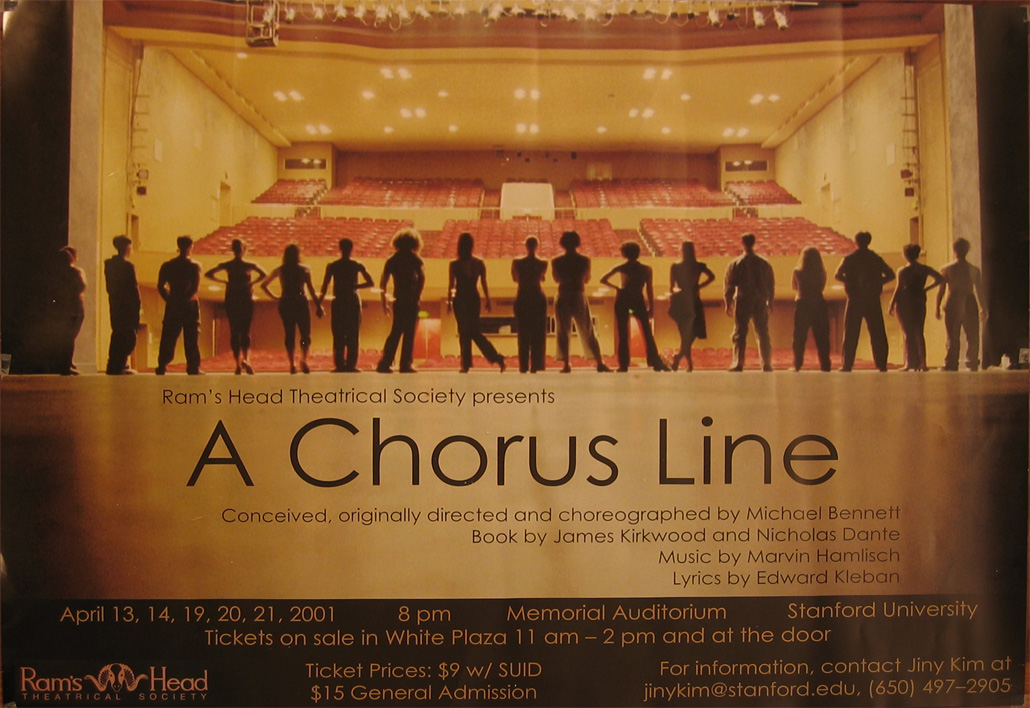 Ram's Head Theatrical Society presents
A Chorus Line
Conceived, originally directed and choreographed by Michael Bennett
Book by James Kirkwood and Nicholas Dante
Music by Marvin Hamlisch
Lyrics by Edward Kleban
April 13, 14, 19, 20, 21, 2001 8 pm Memorial Auditorium Stanford University
Tickets on sale in White Plaza 11 am – 2 pm and at the door
Ram's Head
THEATRICAL SOCIETY
Ticket Prices: $9 w/ SUID
$15 General Admission
For information, contact Jiny Kim at
jinykim@stanford.edu, (650) 497–2905